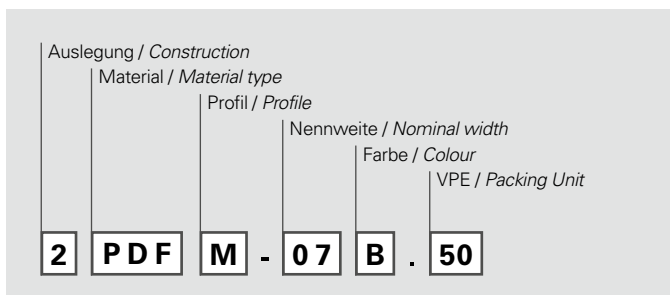 Auslegung / Construction
Material / Material type
Profil / Profile
Nennweite / Nominal width
Farbe / Colour
VPE / Packing Unit
2 PDF M - 07 B . 50